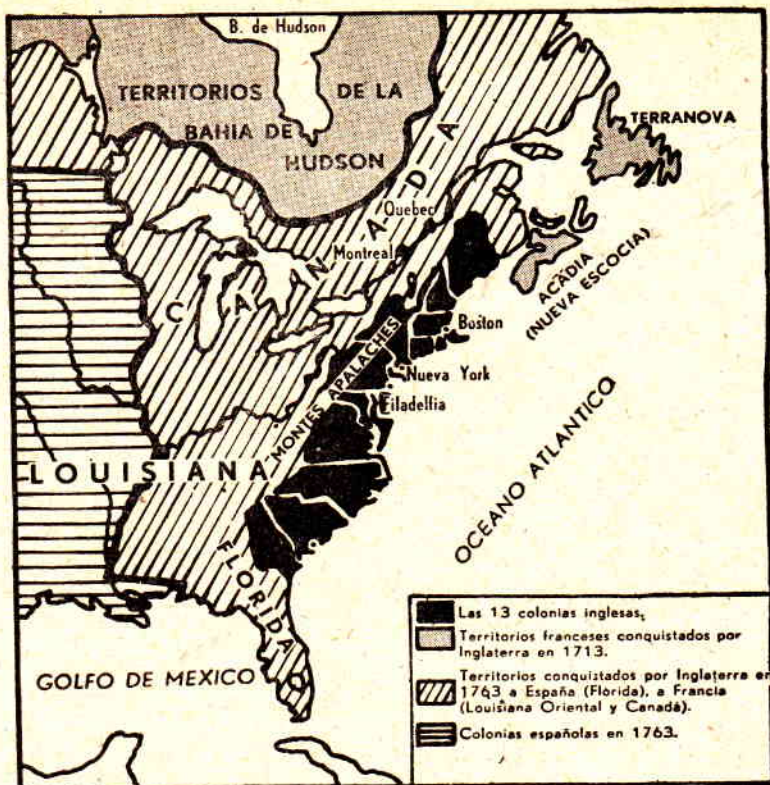 B. de Hudson
TERRITORIOS DE LA
BAHIA DE
HUDSON
TERRANOVA
CANADA
Quebec
Montreal
ACADIA
(NUEVA ESCOCIA)
Boston
MONTES APALACHES
Nueva York
Filadelfia
LOUISIANA
OCEANO ATLANTICO
FLORIDA
GOLFO DE MEXICO
Las 13 colonias inglesas.
Territorios franceses conquistados por
Inglaterra en 1713.
Territorios conquistados por Inglaterra en
1763 a España (Florida), a Francia
(Louisiana Oriental y Canadá).
Colonias españolas en 1763.